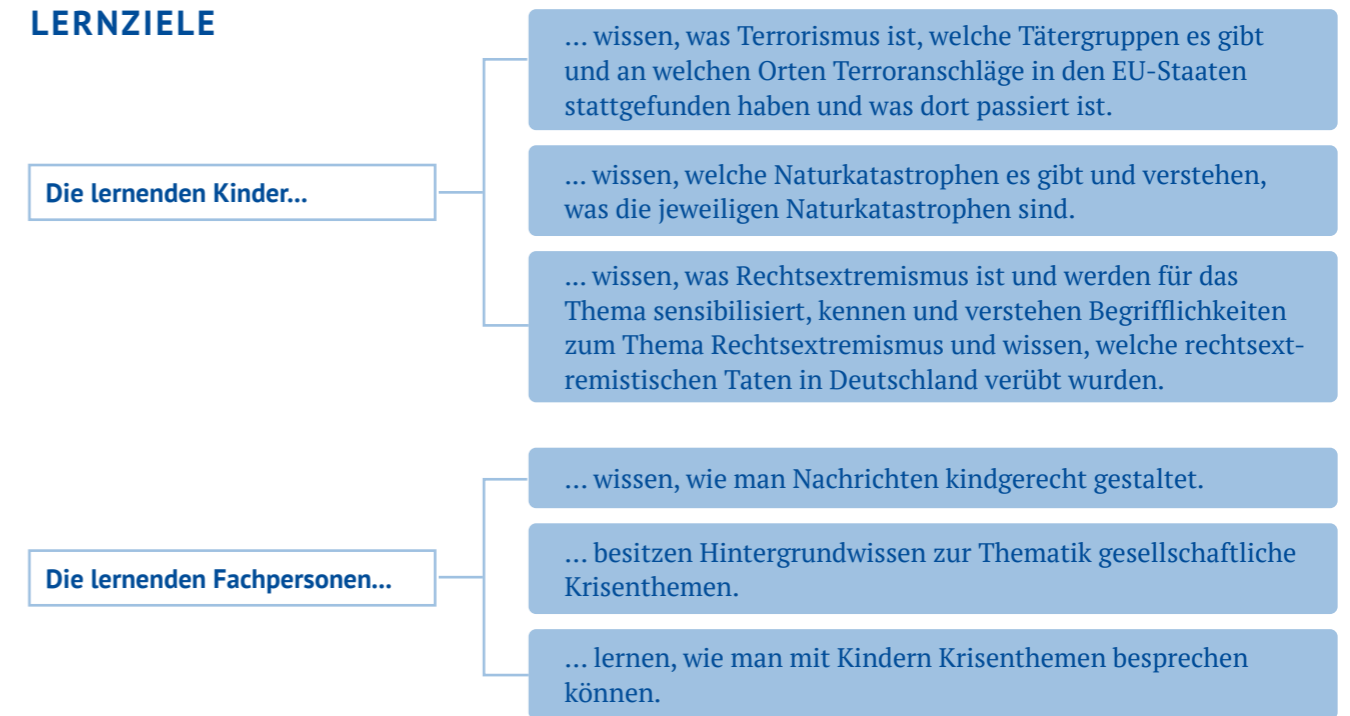 LERNZIELE
Die lernenden Kinder...
... wissen, was Terrorismus ist, welche Tätergruppen es gibt
und an welchen Orten Terroranschläge in den EU-Staaten
stattgefunden haben und was dort passiert ist.
... wissen, welche Naturkatastrophen es gibt und verstehen,
was die jeweiligen Naturkatastrophen sind.
... wissen, was Rechtsextremismus ist und werden für das
Thema sensibilisiert, kennen und verstehen Begrifflichkeiten
zum Thema Rechtsextremismus und wissen, welche rechtsext-
remistischen Taten in Deutschland verübt wurden.
Die lernenden Fachpersonen...
... wissen, wie man Nachrichten kindgerecht gestaltet.
... besitzen Hintergrundwissen zur Thematik gesellschaftliche
Krisenthemen.
... lernen, wie man mit Kindern Krisenthemen besprechen
können.